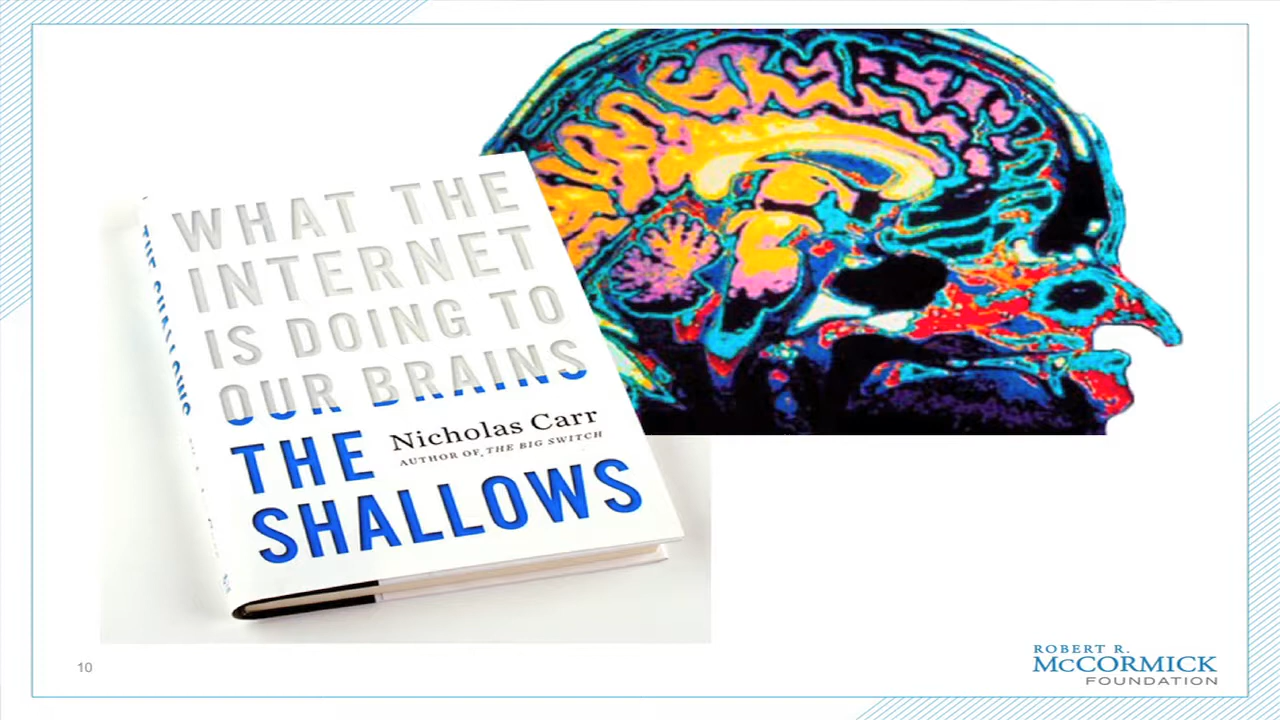 WHAT THE
INTERNET
IS DOING TO
OUR BRAINS
THE
Nicholas Carr
AUTHOR OF, THE BIG SWITCH
SHALLOWS
THE SHALLOWS
10
ROBERT R.
McCORMICK
FOUNDATION